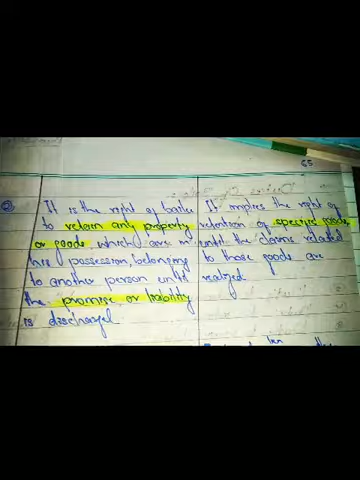 65
②
It is the right of bailee
to retain any property
or goods which are in
his possession, belonging
to another person until
the promise or liability
is discharged
It implies the right of
retention of specific goods
until the claims related
to those goods are
realized